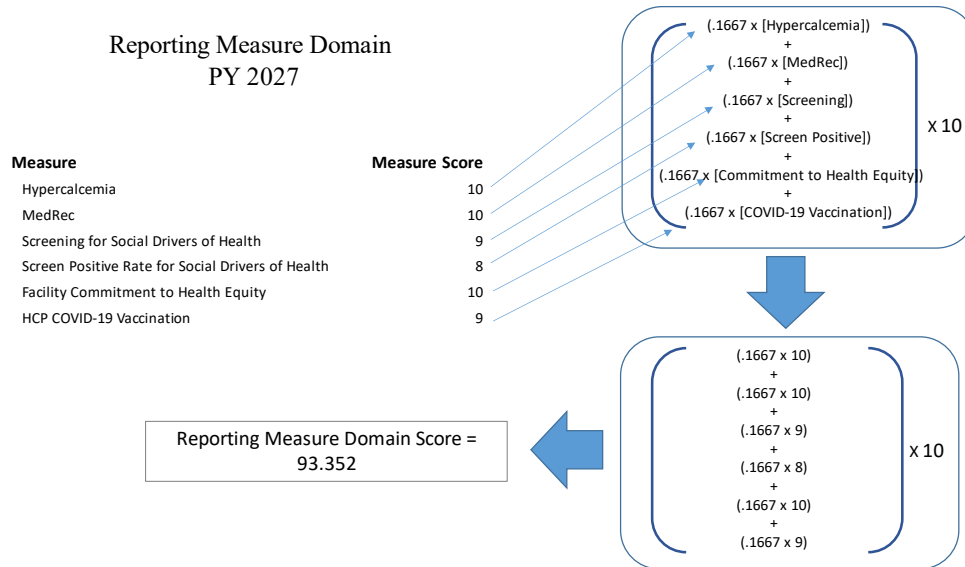 Reporting Measure Domain
PY 2027
Measure Measure Score
Hypercalcemia 10
MedRec 10
Screening for Social Drivers of Health 9
Screen Positive Rate for Social Drivers of Health 8
Facility Commitment to Health Equity 10
HCP COVID-19 Vaccination 9
(.1667 x [Hypercalcemia])
+
(.1667 x [MedRec])
+
(.1667 x [Screening])
+
(.1667 x [Screen Positive])
+
(.1667 x [Commitment to Health Equity])
+
(.1667 x [COVID-19 Vaccination])
X 10
(.1667 x 10)
+
(.1667 x 10)
+
(.1667 x 9)
+
(.1667 x 8)
+
(.1667 x 10)
+
(.1667 x 9)
X 10
Reporting Measure Domain Score =
93.352